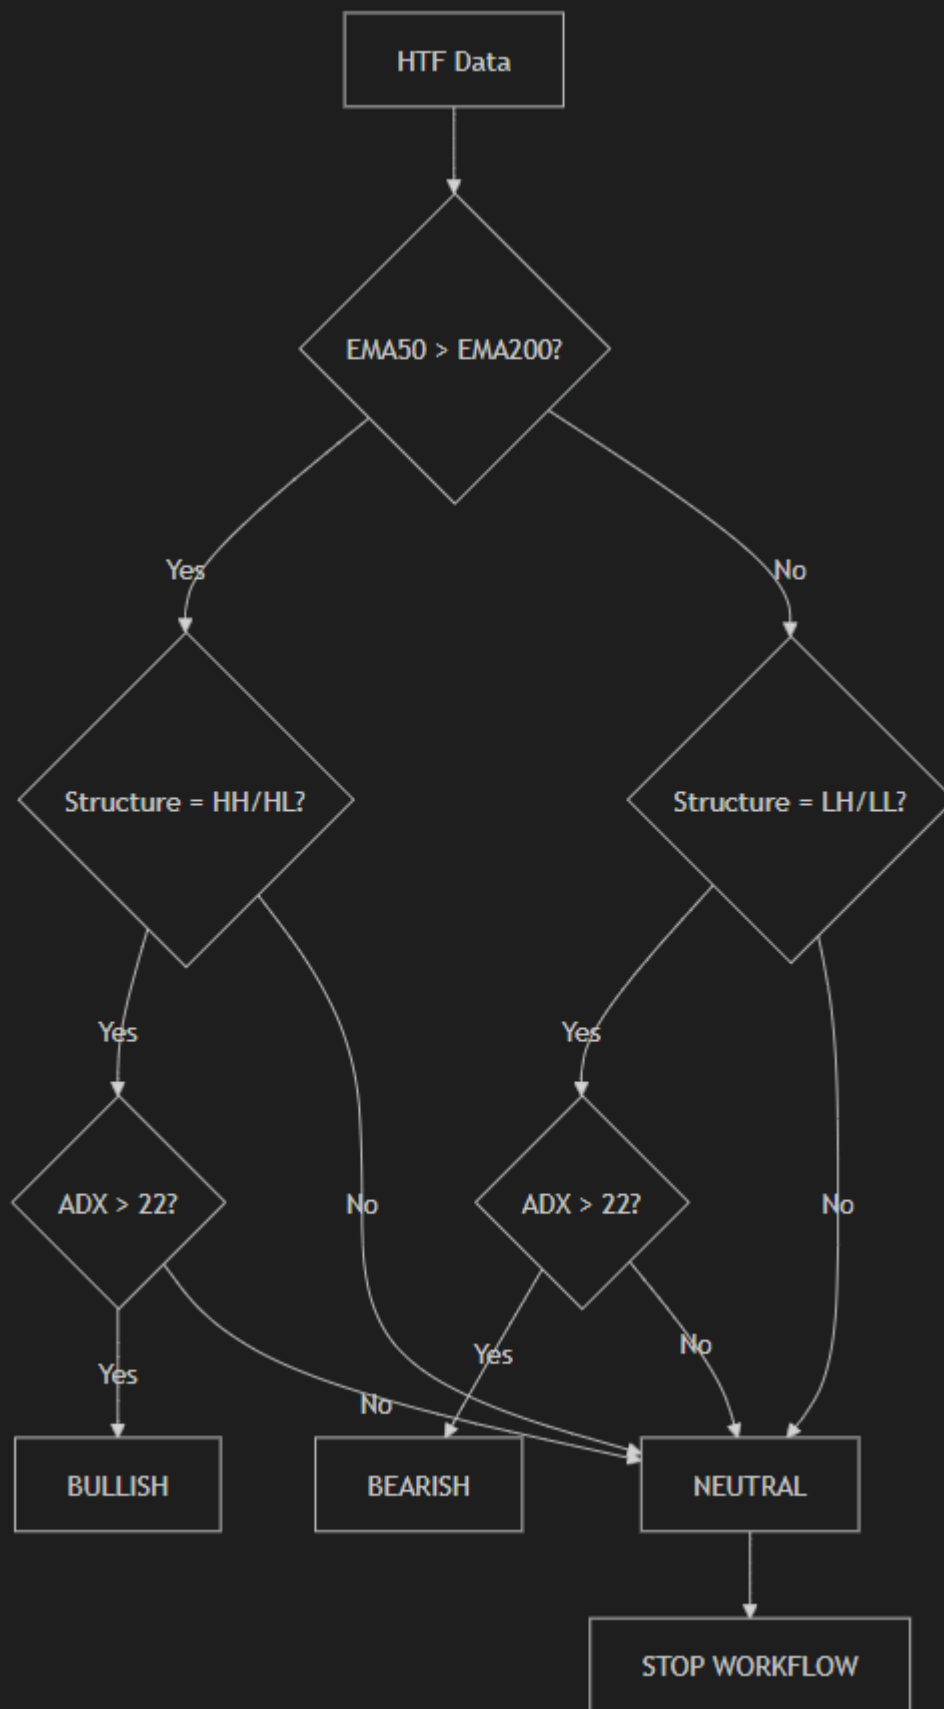 HTF Data
EMA50 > EMA200?
Yes
No
Structure = HH/HL?
Structure = LH/LL?
Yes
Yes
ADX > 22?
No
ADX > 22?
No
Yes
No
Yes
No
BULLISH
BEARISH
NEUTRAL
STOP WORKFLOW